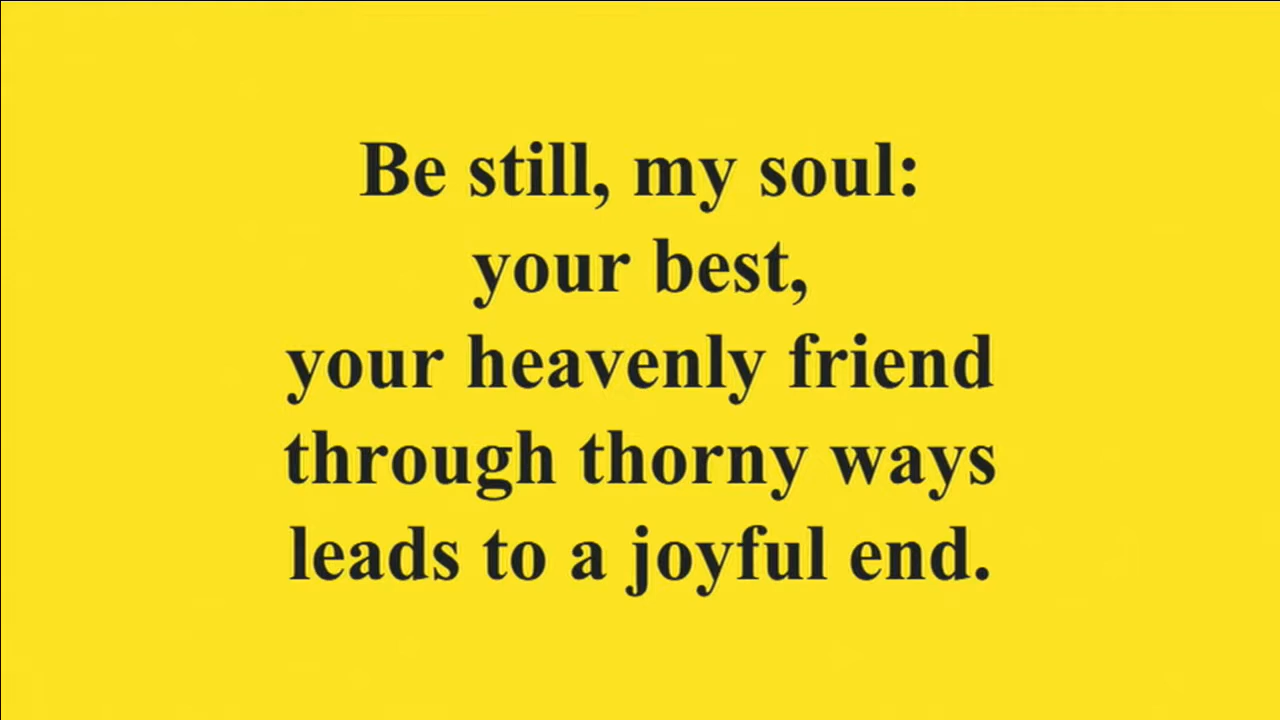 Be still, my soul:
your best,
your heavenly friend
through thorny ways
leads to a joyful end.